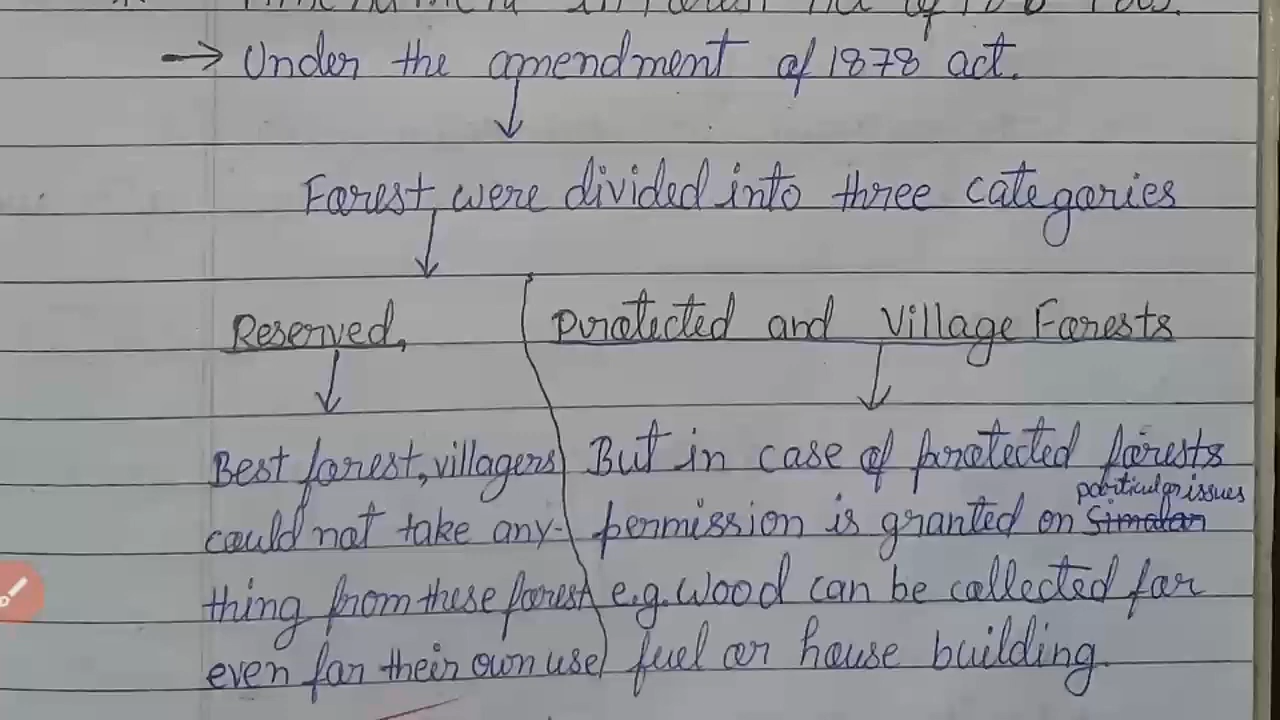 → Under the amendment of 1878 act.
Forest were divided into three categories
Reserved,
Protected and Village Forests
Best forest, villagers
could not take any-
thing from these forest
even for their own use
But in case of protected forests
particular issues
permission is granted on
e.g. wood can be collected for
fuel or house building.